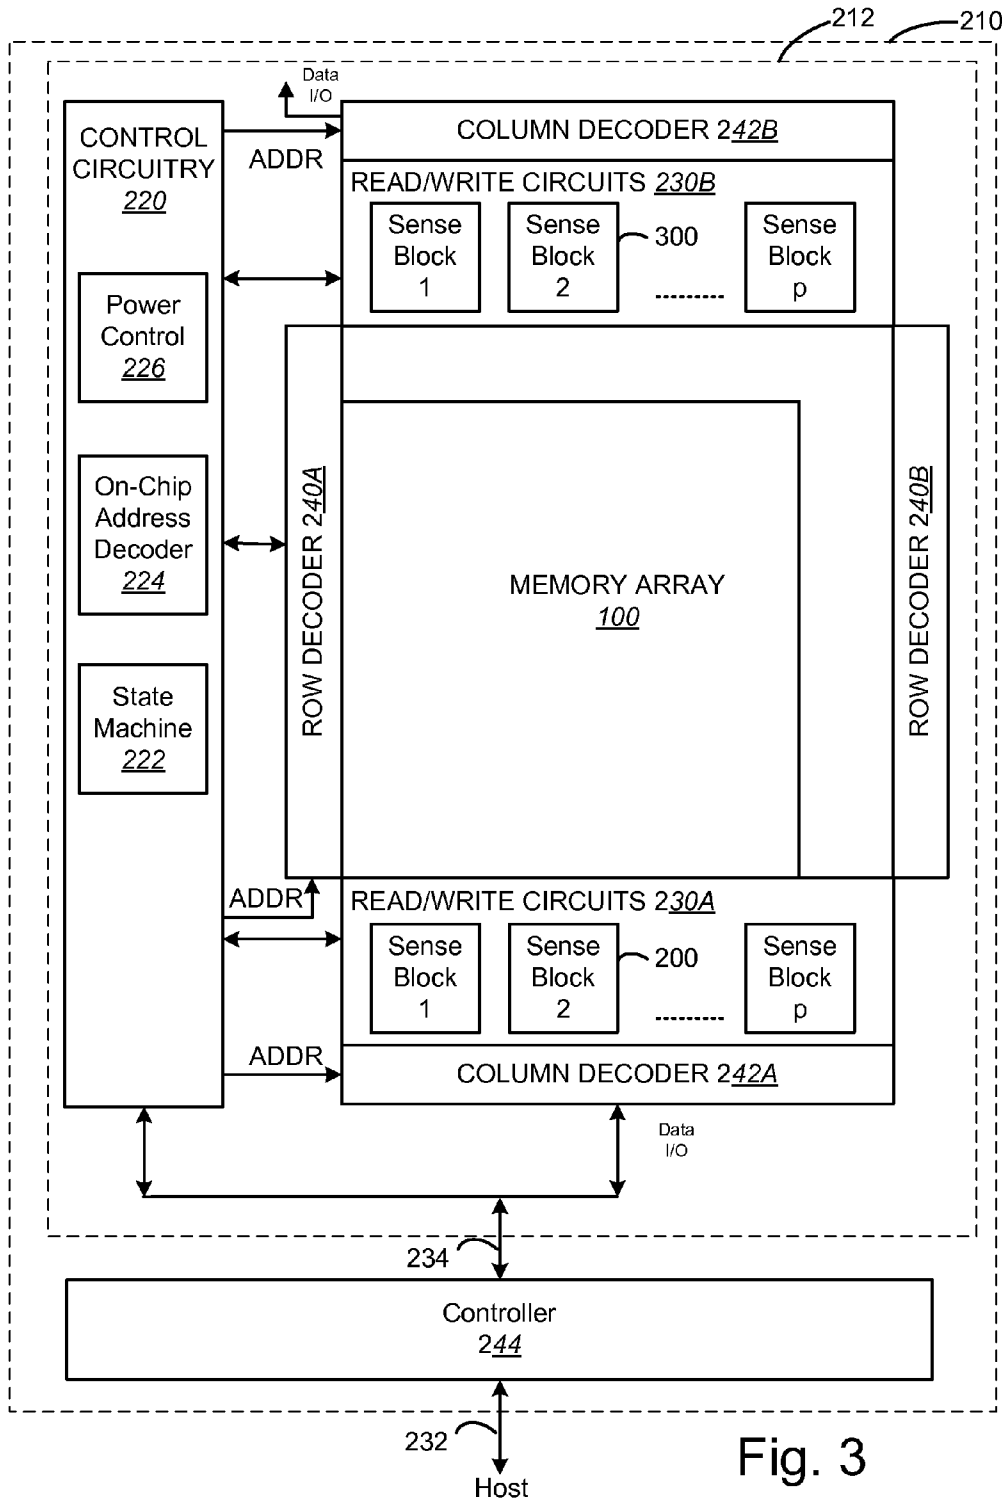 212
210
Data
I/O
CONTROL
CIRCUITRY
220
ADDR
COLUMN DECODER 242B
READ/WRITE CIRCUITS 230B
Sense
Block
1
Sense
Block
2
300
.........
Sense
Block
p
Power
Control
226
On-Chip
Address
Decoder
224
State
Machine
222
ROW DECODER 240A
MEMORY ARRAY
100
ROW DECODER 240B
ADDR
READ/WRITE CIRCUITS 230A
Sense
Block
1
Sense
Block
2
200
.........
Sense
Block
p
ADDR
COLUMN DECODER 242A
Data
I/O
234
Controller
244
232
Host
Fig. 3